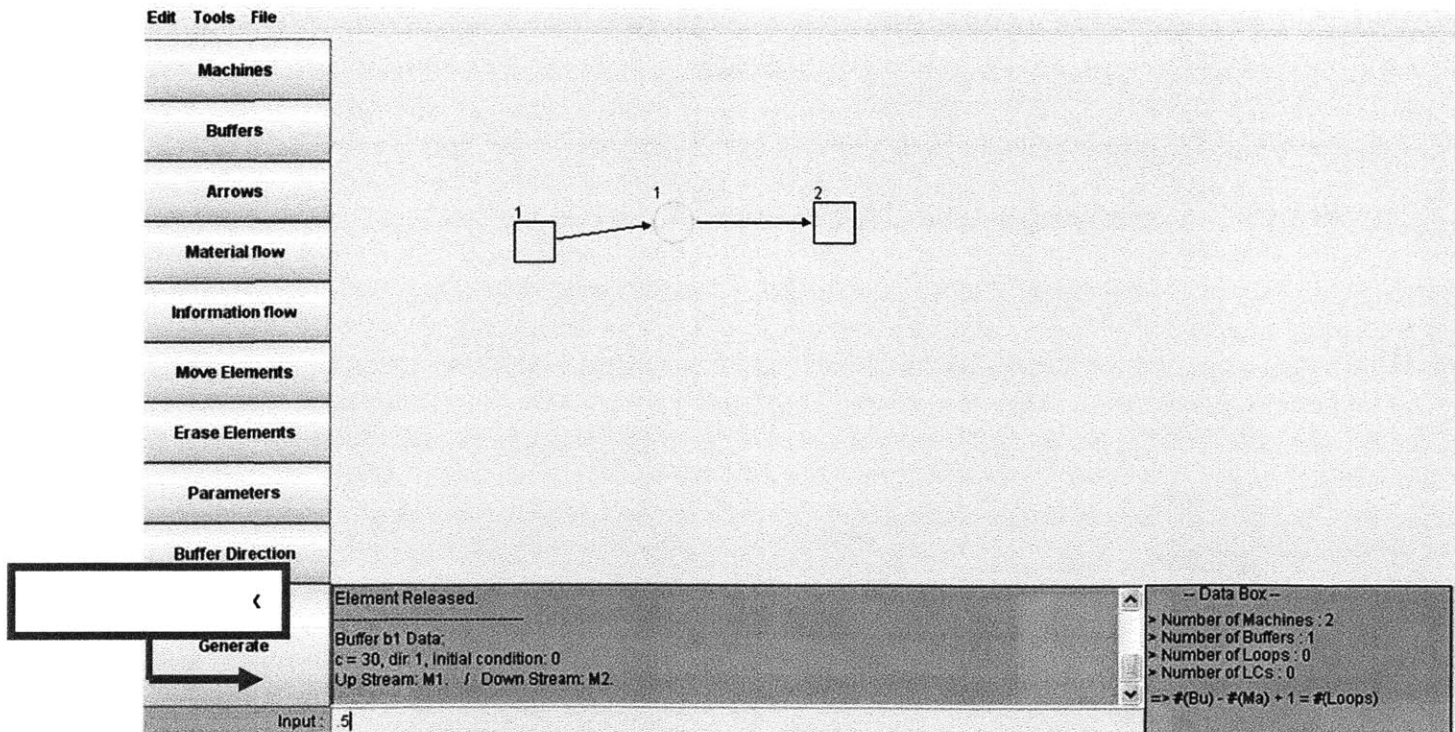 Edit Tools File
Machines
Buffers
Arrows
Material flow
Information flow
Move Elements
Erase Elements
Parameters
Buffer Direction
Generate
1
1
2
Element Released.
Buffer b1 Data:
c = 30, dir: 1, initial condition: 0
Up Stream: M1. / Down Stream: M2.
-- Data Box --
> Number of Machines : 2
> Number of Buffers : 1
> Number of Loops : 0
> Number of LCs : 0
=> #(Bu) - #(Ma) + 1 = #(Loops)
Input : .5